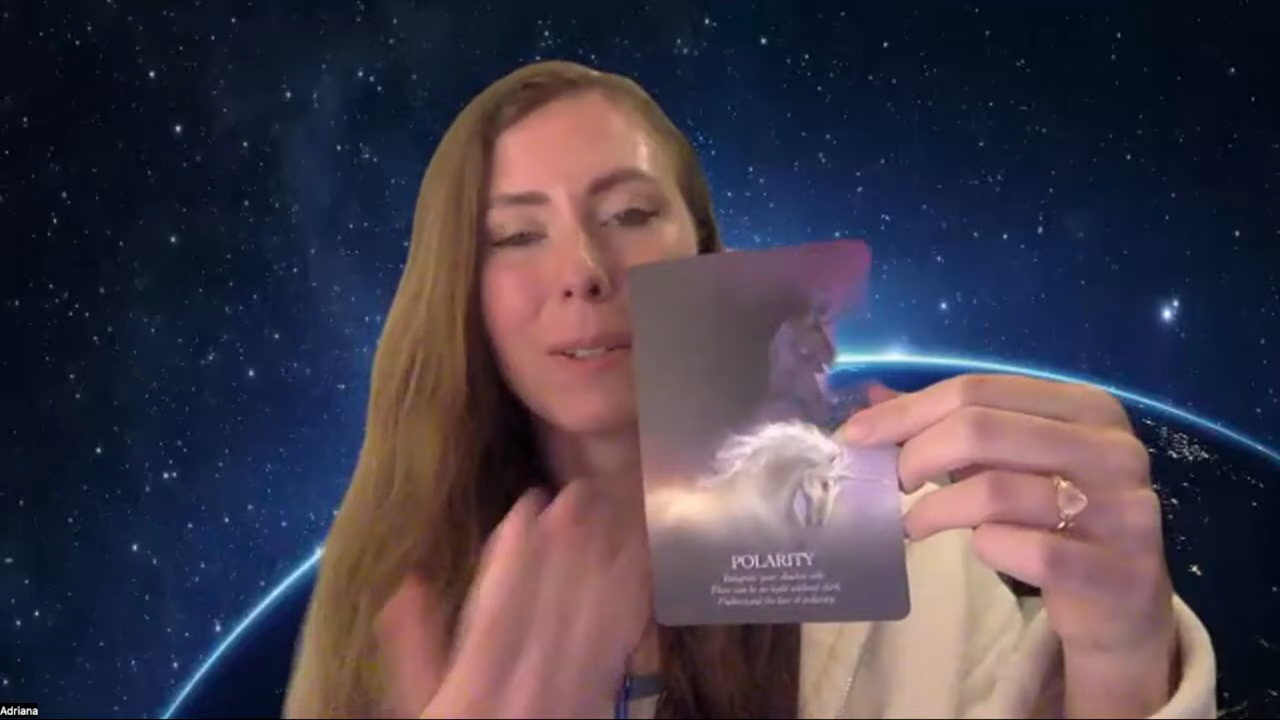 POLARITY
Integrate your shadow side.
There can be no light without dark.
Understand the law of polarity.
Adriana